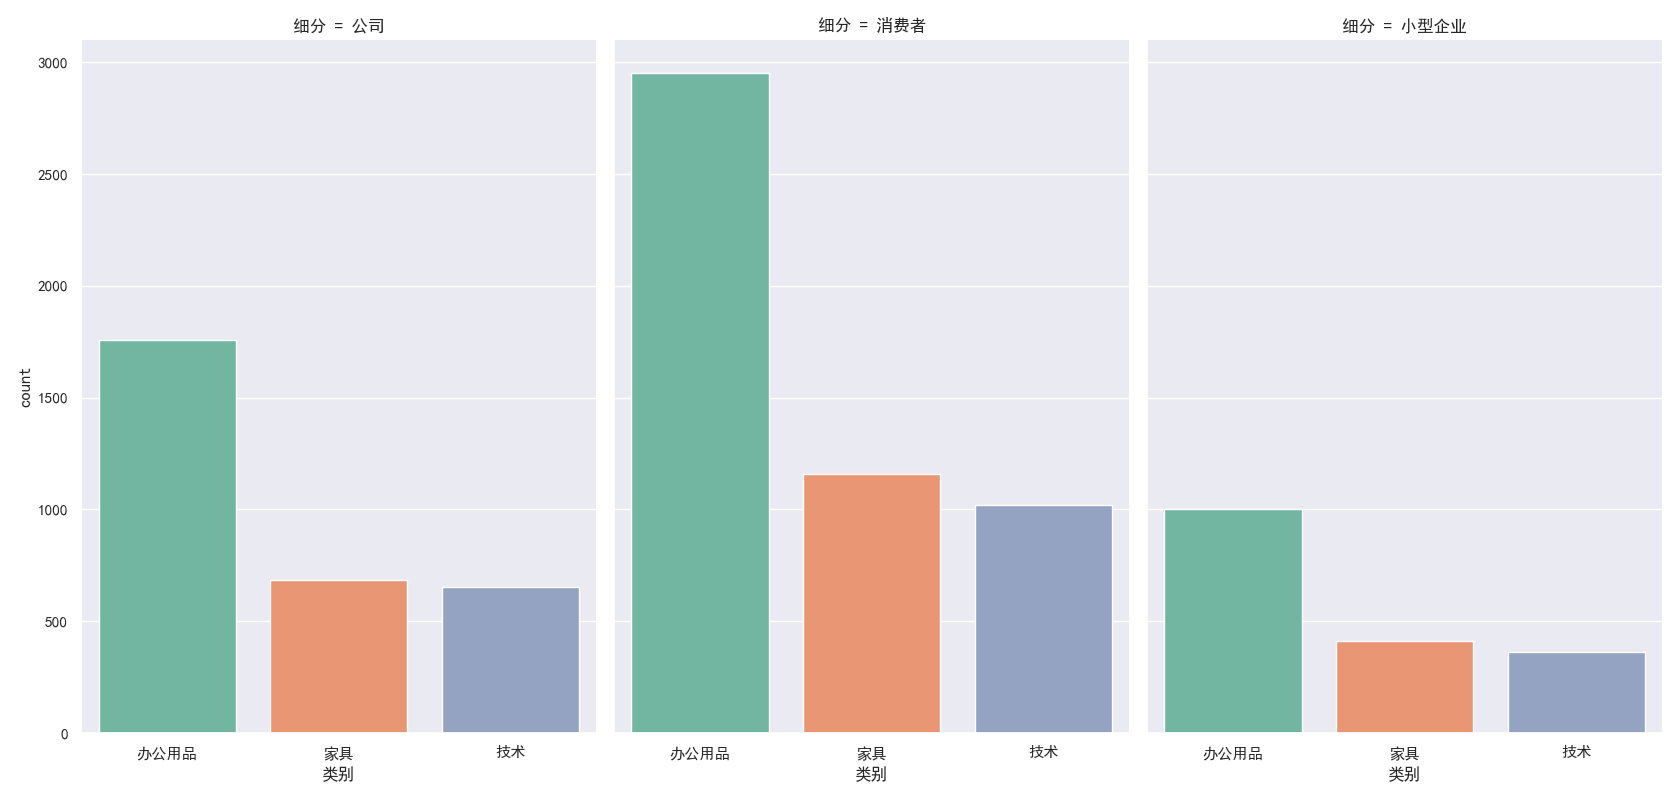 细分 = 公司
细分 = 消费者
细分 = 小型企业
3000
2500
2000
1500
1000
500
0
count
办公用品 家具 技术
办公用品 家具 技术
办公用品 家具 技术
类别
类别
类别